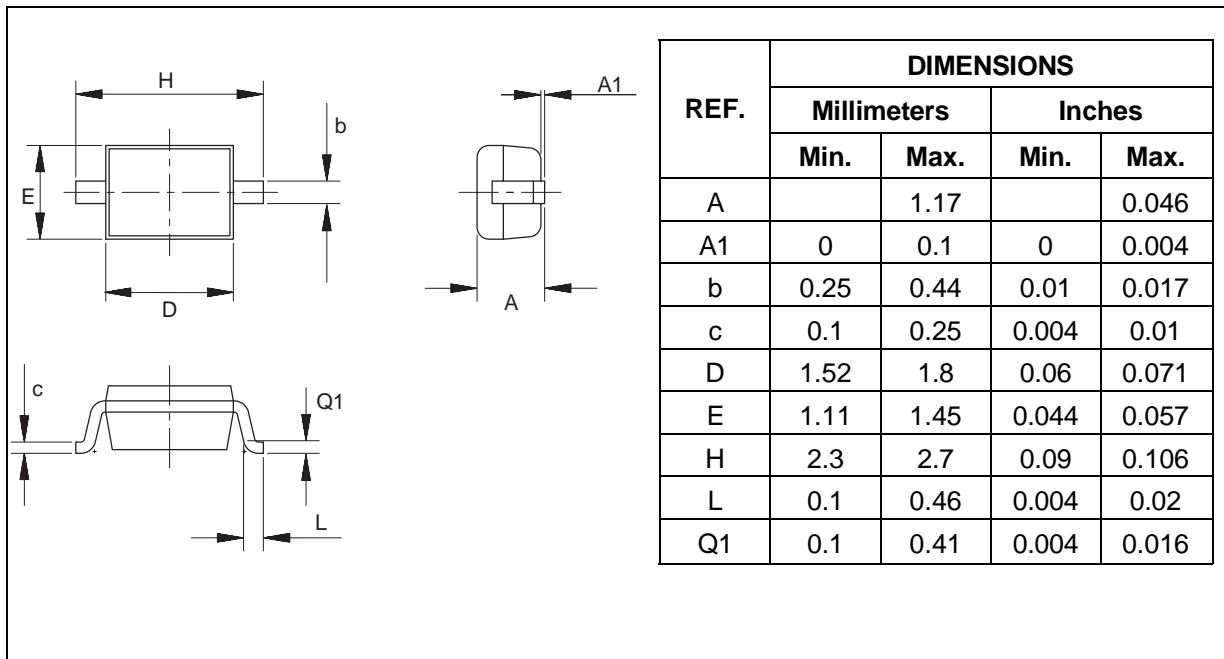 H
A1
b
E
D
A
c
Q1
L
REF.
DIMENSIONS
Millimeters Inches
Min. Max. Min. Max.
A 1.17 0.046
A1 0 0.1 0 0.004
b 0.25 0.44 0.01 0.017
c 0.1 0.25 0.004 0.01
D 1.52 1.8 0.06 0.071
E 1.11 1.45 0.044 0.057
H 2.3 2.7 0.09 0.106
L 0.1 0.46 0.004 0.02
Q1 0.1 0.41 0.004 0.016